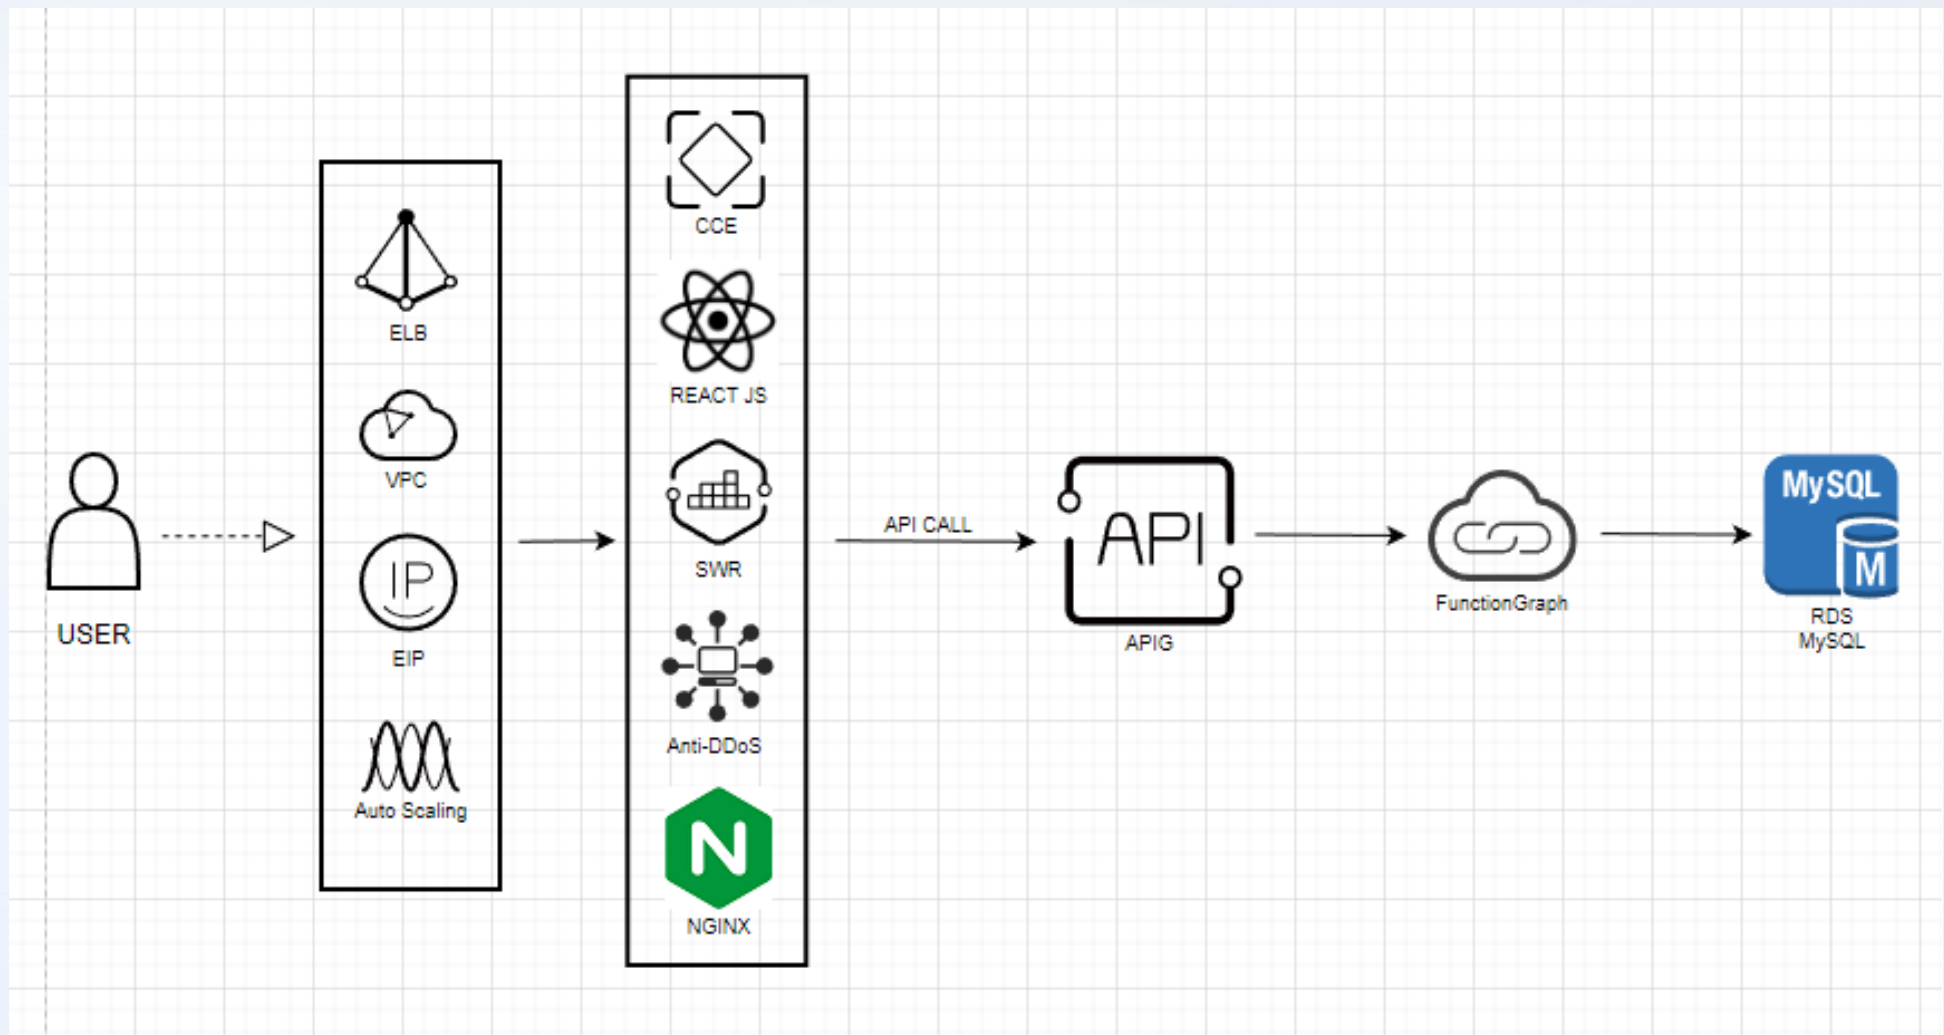 USER
ELB
VPC
IP
EIP
Auto Scaling
CCE
REACT JS
SWR
Anti-DDoS
N
NGINX
API CALL
API
APIG
FunctionGraph
MySQL
M
RDS
MySQL